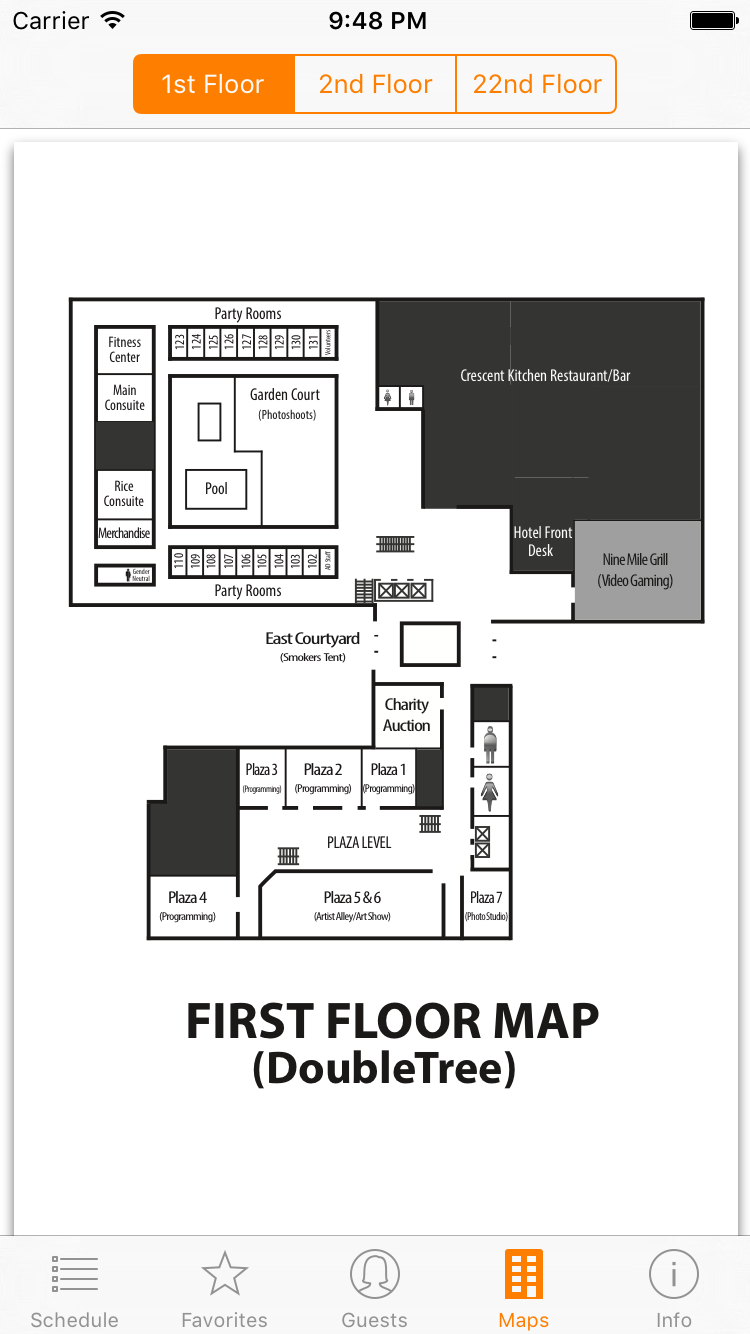 Carrier
9:48 PM
1st Floor
2nd Floor
22nd Floor
Party Rooms
123
124
125
126
127
128
129
130
131
Volunteers
Fitness
Center
Main
Consuite
Rice
Consuite
Merchandise
Gender
Neutral
Garden Court
(Photoshoots)
Pool
110
109
108
107
106
105
104
103
102
AD Staff
Party Rooms
Crescent Kitchen Restaurant/Bar
Hotel Front
Desk
Nine Mile Grill
(Video Gaming)
East Courtyard
(Smokers Tent)
Charity
Auction
Plaza 3
(Programming)
Plaza 2
(Programming)
Plaza 1
(Programming)
PLAZA LEVEL
Plaza 4
(Programming)
Plaza 5 & 6
(Artist Alley/Art Show)
Plaza 7
(Photo Studio)
FIRST FLOOR MAP
(DoubleTree)
Schedule
Favorites
Guests
Maps
Info